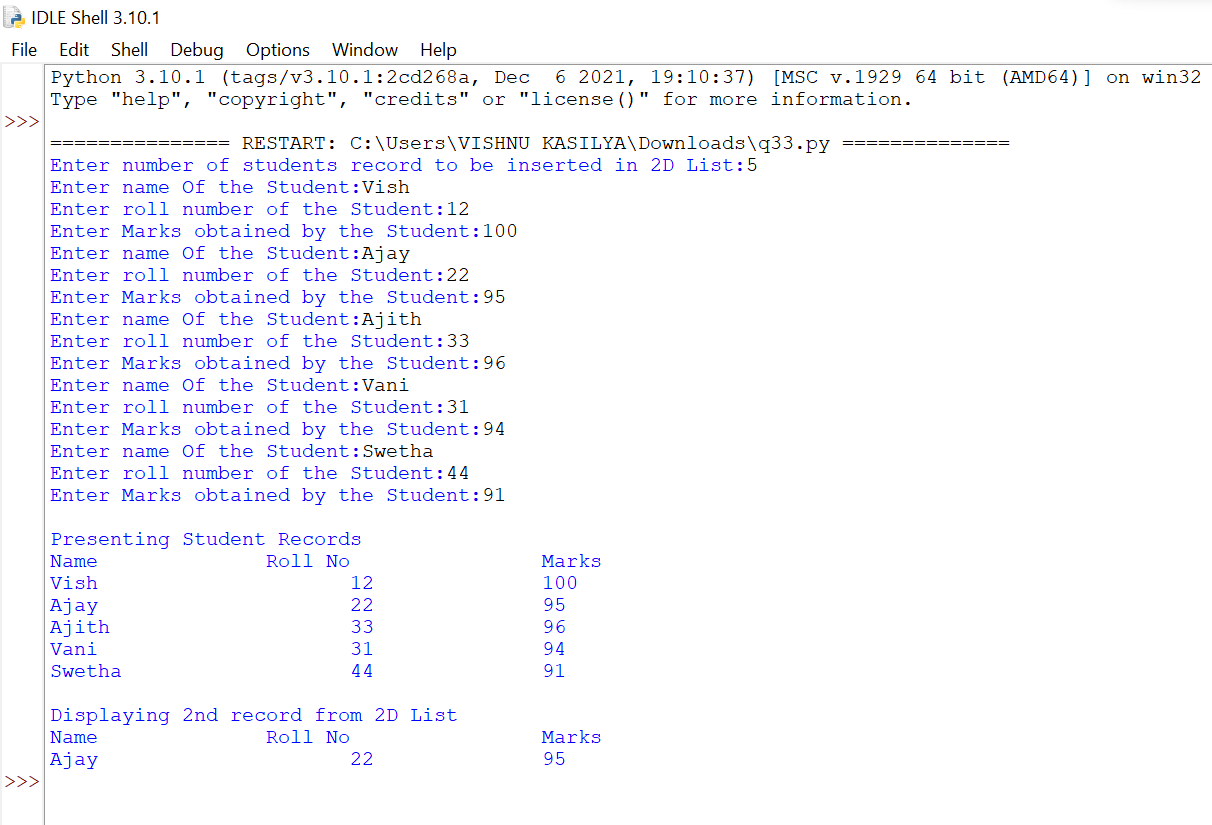 IDLE Shell 3.10.1
File Edit Shell Debug Options Window Help
Python 3.10.1 (tags/v3.10.1:2cd268a, Dec  6 2021, 19:10:37) [MSC v.1929 64 bit (AMD64)] on win32
Type "help", "copyright", "credits" or "license()" for more information.
>>>
=============== RESTART: C:\Users\VISHNU KASILYA\Downloads\q33.py ==============
Enter number of students record to be inserted in 2D List:5
Enter name Of the Student:Vish
Enter roll number of the Student:12
Enter Marks obtained by the Student:100
Enter name Of the Student:Ajay
Enter roll number of the Student:22
Enter Marks obtained by the Student:95
Enter name Of the Student:Ajith
Enter roll number of the Student:33
Enter Marks obtained by the Student:96
Enter name Of the Student:Vani
Enter roll number of the Student:31
Enter Marks obtained by the Student:94
Enter name Of the Student:Swetha
Enter roll number of the Student:44
Enter Marks obtained by the Student:91
Presenting Student Records
Name              Roll No                Marks
Vish                     12              100
Ajay                     22              95
Ajith                    33              96
Vani                     31              94
Swetha                   44              91
Displaying 2nd record from 2D List
Name              Roll No                Marks
Ajay                     22              95
>>>